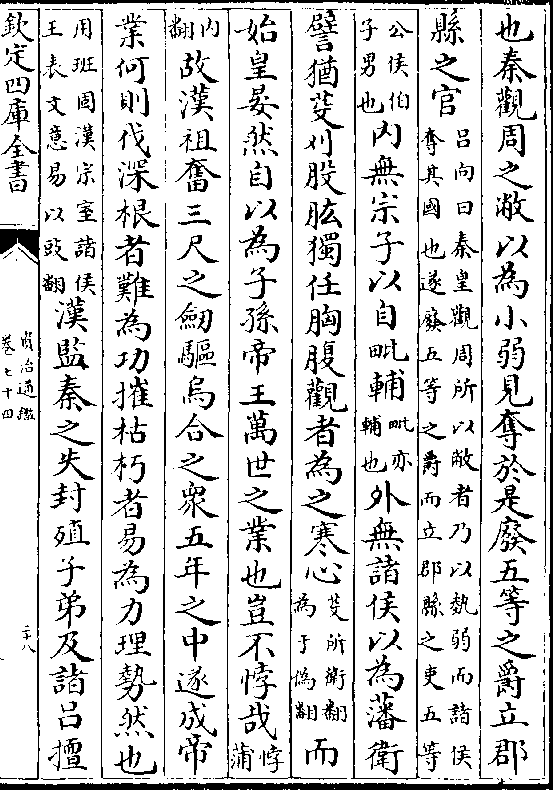 也秦觀周之敝以為小弱見奪於是廢五等之爵立郡
縣之官吕向曰秦皇觀周所以敝者乃以埶弱而諸侯奪其國也遂廢五等之爵而立郡縣之吏五等
公侯伯子男也内無宗子以自毗輔毗亦輔也外無諸侯以為藩衛
譬猶芟刈股肱獨任胸腹觀者為之寒心芟所銜翻為于偽翻而
始皇晏然自以為子孫帝王萬世之業也豈不悖哉悖蒲
内翻故漢祖奮三尺之劒驅烏合之衆五年之中遂成帝
業何則伐深根者難為功摧枯朽者易為力理勢然也
用班固漢宗室諸侯王表文意易以豉翻漢監秦之失封殖子弟及諸吕擅
欽定四庫全書
資治通鑑
卷七十四
二十八